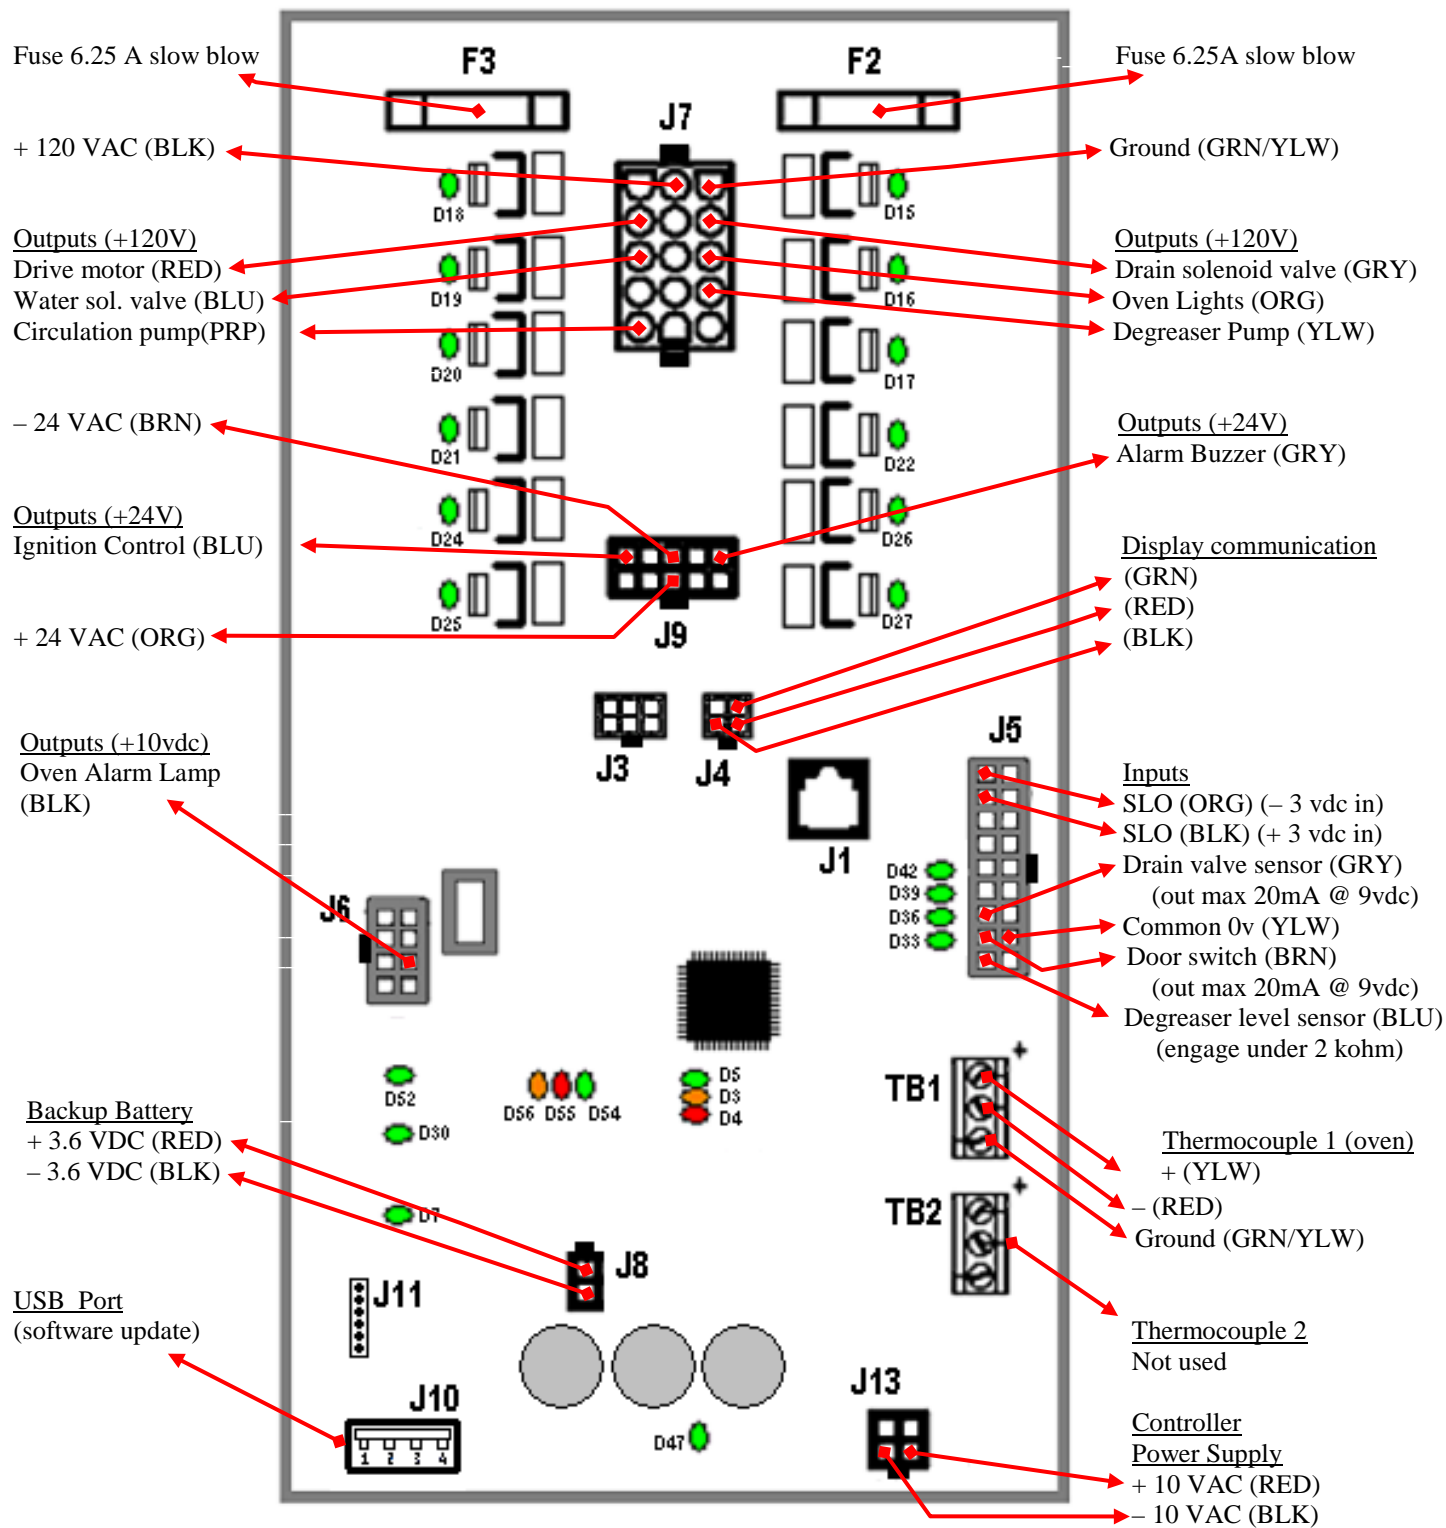 Fuse 6.25 A slow blow
F3
F2
Fuse 6.25A slow blow
J7
+ 120 VAC (BLK)
Ground (GRN/YLW)
D18
D15
Outputs (+120V)
Drive motor (RED)
Water sol. valve (BLU)
Circulation pump(PRP)
Outputs (+120V)
Drain solenoid valve (GRY)
Oven Lights (ORG)
Degreaser Pump (YLW)
D19
D16
D20
D17
– 24 VAC (BRN)
Outputs (+24V)
Alarm Buzzer (GRY)
D21
D22
Outputs (+24V)
Ignition Control (BLU)
D24
D26
Display communication
(GRN)
(RED)
(BLK)
D25
D27
+ 24 VAC (ORG)
J9
J3
J4
J5
Outputs (+10vdc)
Oven Alarm Lamp
(BLK)
J1
Inputs
SLO (ORG) (– 3 vdc in)
SLO (BLK) (+ 3 vdc in)
Drain valve sensor (GRY)
(out max 20mA @ 9vdc)
Common 0v (YLW)
Door switch (BRN)
(out max 20mA @ 9vdc)
Degreaser level sensor (BLU)
(engage under 2 kohm)
D42
D39
D36
D33
J6
D52
D30
D7
D56 D55 D54
D5
D3
D4
TB1
+
Thermocouple 1 (oven)
+ (YLW)
– (RED)
Ground (GRN/YLW)
Backup Battery
+ 3.6 VDC (RED)
– 3.6 VDC (BLK)
TB2
+
J8
J11
USB Port
(software update)
Thermocouple 2
Not used
J10
1 2 3 4
D47
J13
Controller
Power Supply
+ 10 VAC (RED)
– 10 VAC (BLK)